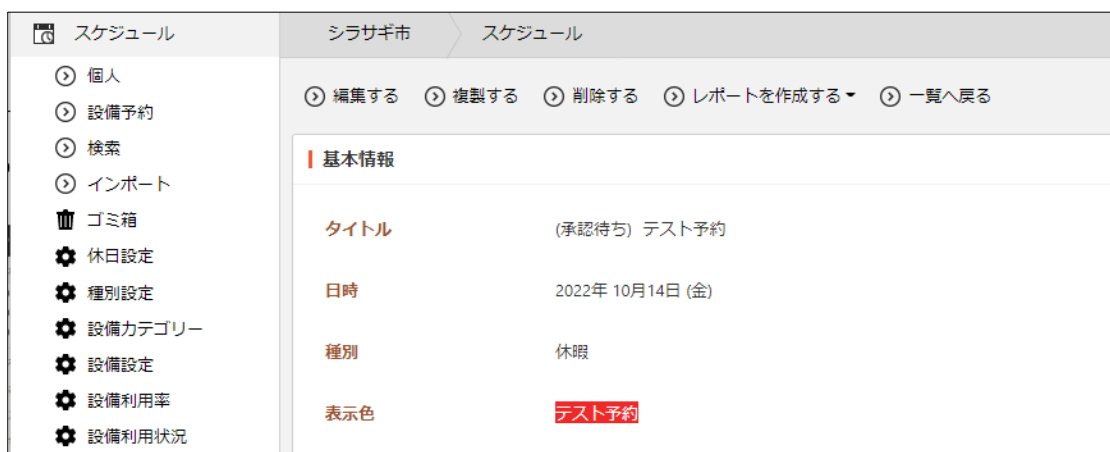 スケジュール
個人
設備予約
検索
インポート
ゴミ箱
休日設定
種別設定
設備カテゴリー
設備設定
設備利用率
設備利用状況
シラサギ市 スケジュール
編集する 複製する 削除する レポートを作成する 一覧へ戻る
基本情報
タイトル (承認待ち) テスト予約
日時 2022年 10月14日 (金)
種別 休暇
表示色 テスト予約